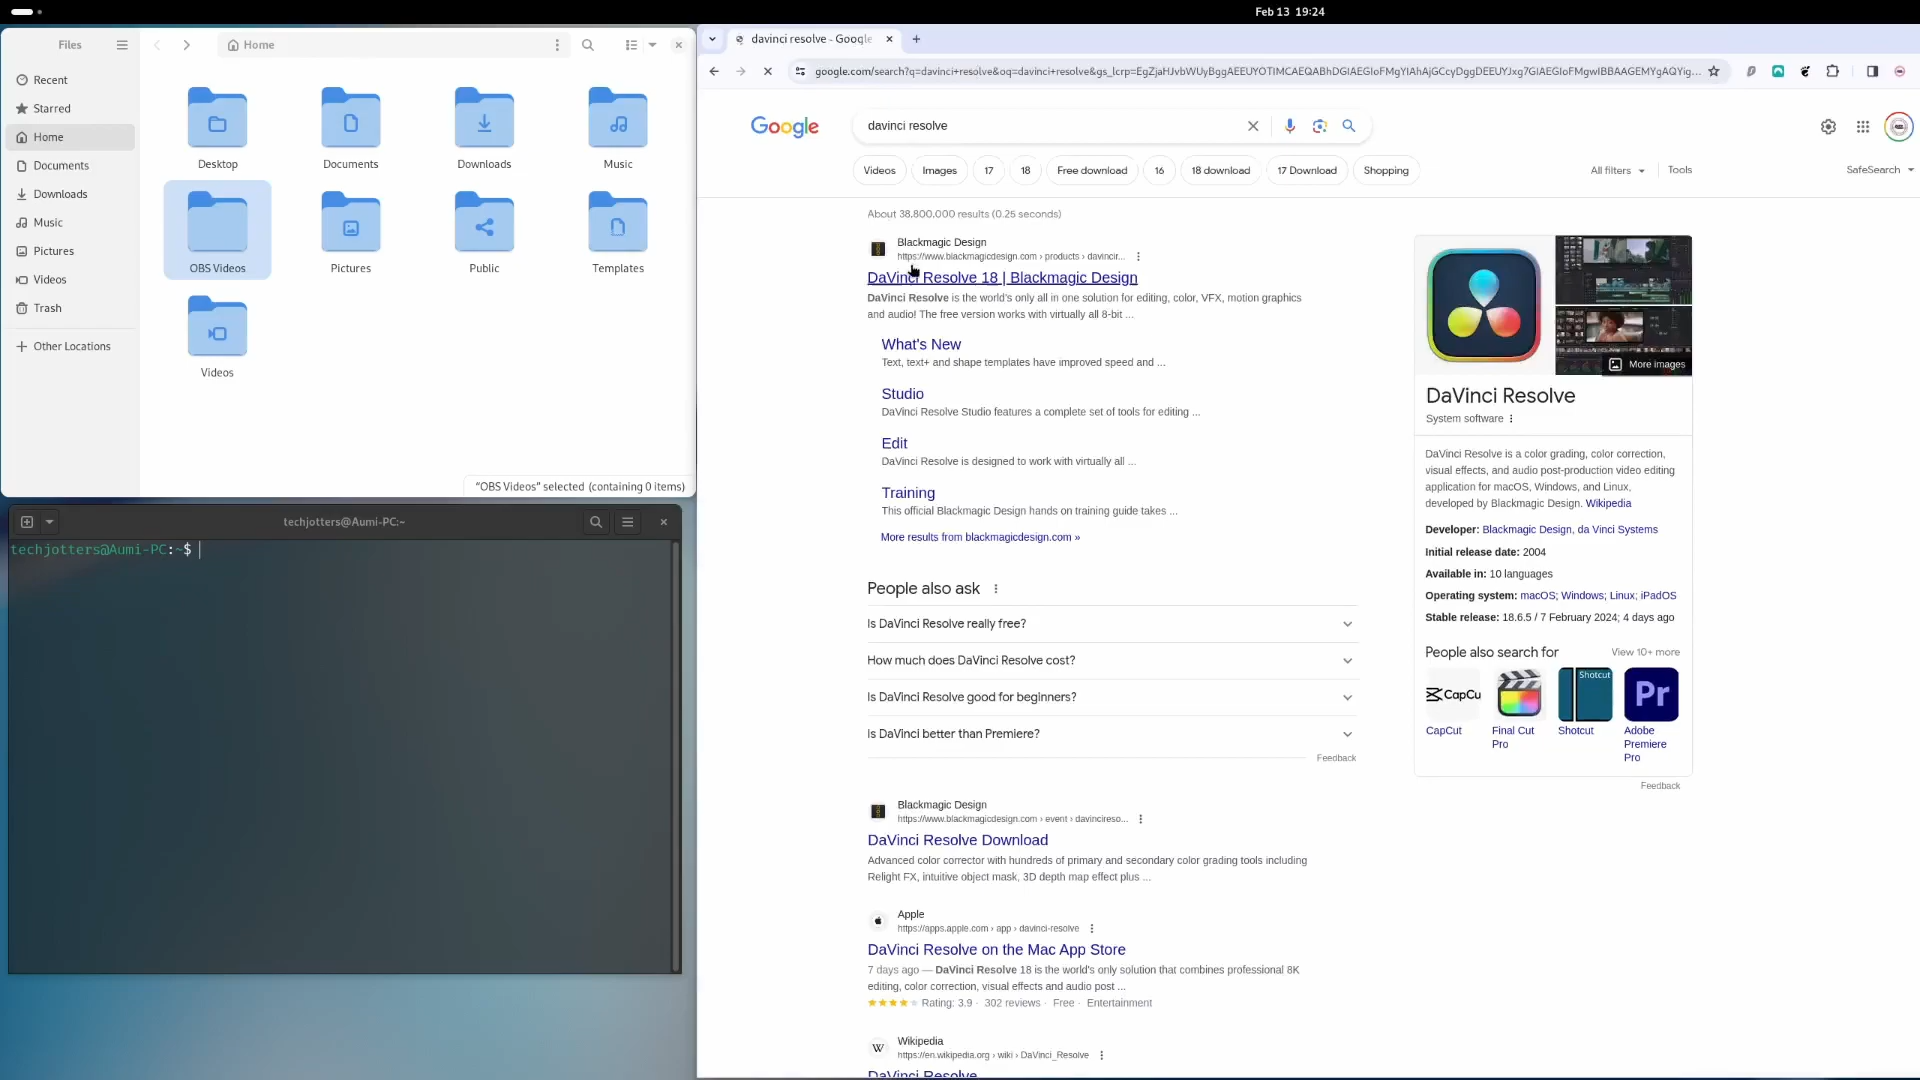 Feb 13 19:24
Files
Home
Recent
Starred
Home
Documents
Downloads
Music
Pictures
Videos
Trash
Other Locations
Desktop
Documents
Downloads
Music
OBS Videos
Pictures
Public
Templates
Videos
"OBS Videos" selected (containing 0 items)
techjotters@Aumi-PC:~
techjotters@Aumi-PC:~$
davinci resolve - Google
google.com/search?q=davinci+resolve&oq=davinci+resolve&gs_lcrp=EgZjaHJvbWUyBggAEEUYOTIMCAEQABhDGIAEGIoFMgYIAhAjGCcyDggDEEUYJxg7GIAEGIoFMgwIBBAAGEMYgAQYig...
Google
davinci resolve
Videos
Images
17
18
Free download
16
18 download
17 Download
Shopping
All filters
Tools
SafeSearch
About 38,800,000 results (0.25 seconds)
Blackmagic Design
https://www.blackmagicdesign.com › products › davincir...
DaVinci Resolve 18 | Blackmagic Design
DaVinci Resolve is the world's only all in one solution for editing, color, VFX, motion graphics
and audio! The free version works with virtually all 8-bit ...
What's New
Text, text+ and shape templates have improved speed and ...
Studio
DaVinci Resolve Studio features a complete set of tools for editing ...
Edit
DaVinci Resolve is designed to work with virtually all ...
Training
This official Blackmagic Design hands on training guide takes ...
More results from blackmagicdesign.com »
People also ask
Is DaVinci Resolve really free?
How much does DaVinci Resolve cost?
Is DaVinci Resolve good for beginners?
Is DaVinci better than Premiere?
Feedback
Blackmagic Design
https://www.blackmagicdesign.com › event › davincireso...
DaVinci Resolve Download
Advanced color corrector with hundreds of primary and secondary color grading tools including
Relight FX, intuitive object mask, 3D depth map effect plus ...
Apple
https://apps.apple.com › app › davinci-resolve
DaVinci Resolve on the Mac App Store
7 days ago — DaVinci Resolve 18 is the world's only solution that combines professional 8K
editing, color correction, visual effects and audio post ...
Rating: 3.9 · 302 reviews · Free · Entertainment
W
Wikipedia
https://en.wikipedia.org › wiki › DaVinci_Resolve
DaVinci Resolve
More images
DaVinci Resolve
System software
DaVinci Resolve is a color grading, color correction,
visual effects, and audio post-production video editing
application for macOS, Windows, and Linux,
developed by Blackmagic Design. Wikipedia
Developer: Blackmagic Design, da Vinci Systems
Initial release date: 2004
Available in: 10 languages
Operating system: macOS; Windows; Linux; iPadOS
Stable release: 18.6.5 / 7 February 2024; 4 days ago
People also search for
View 10+ more
CapCu
Shotcut
Pr
CapCut
Final Cut
Pro
Shotcut
Adobe
Premiere
Pro
Feedback